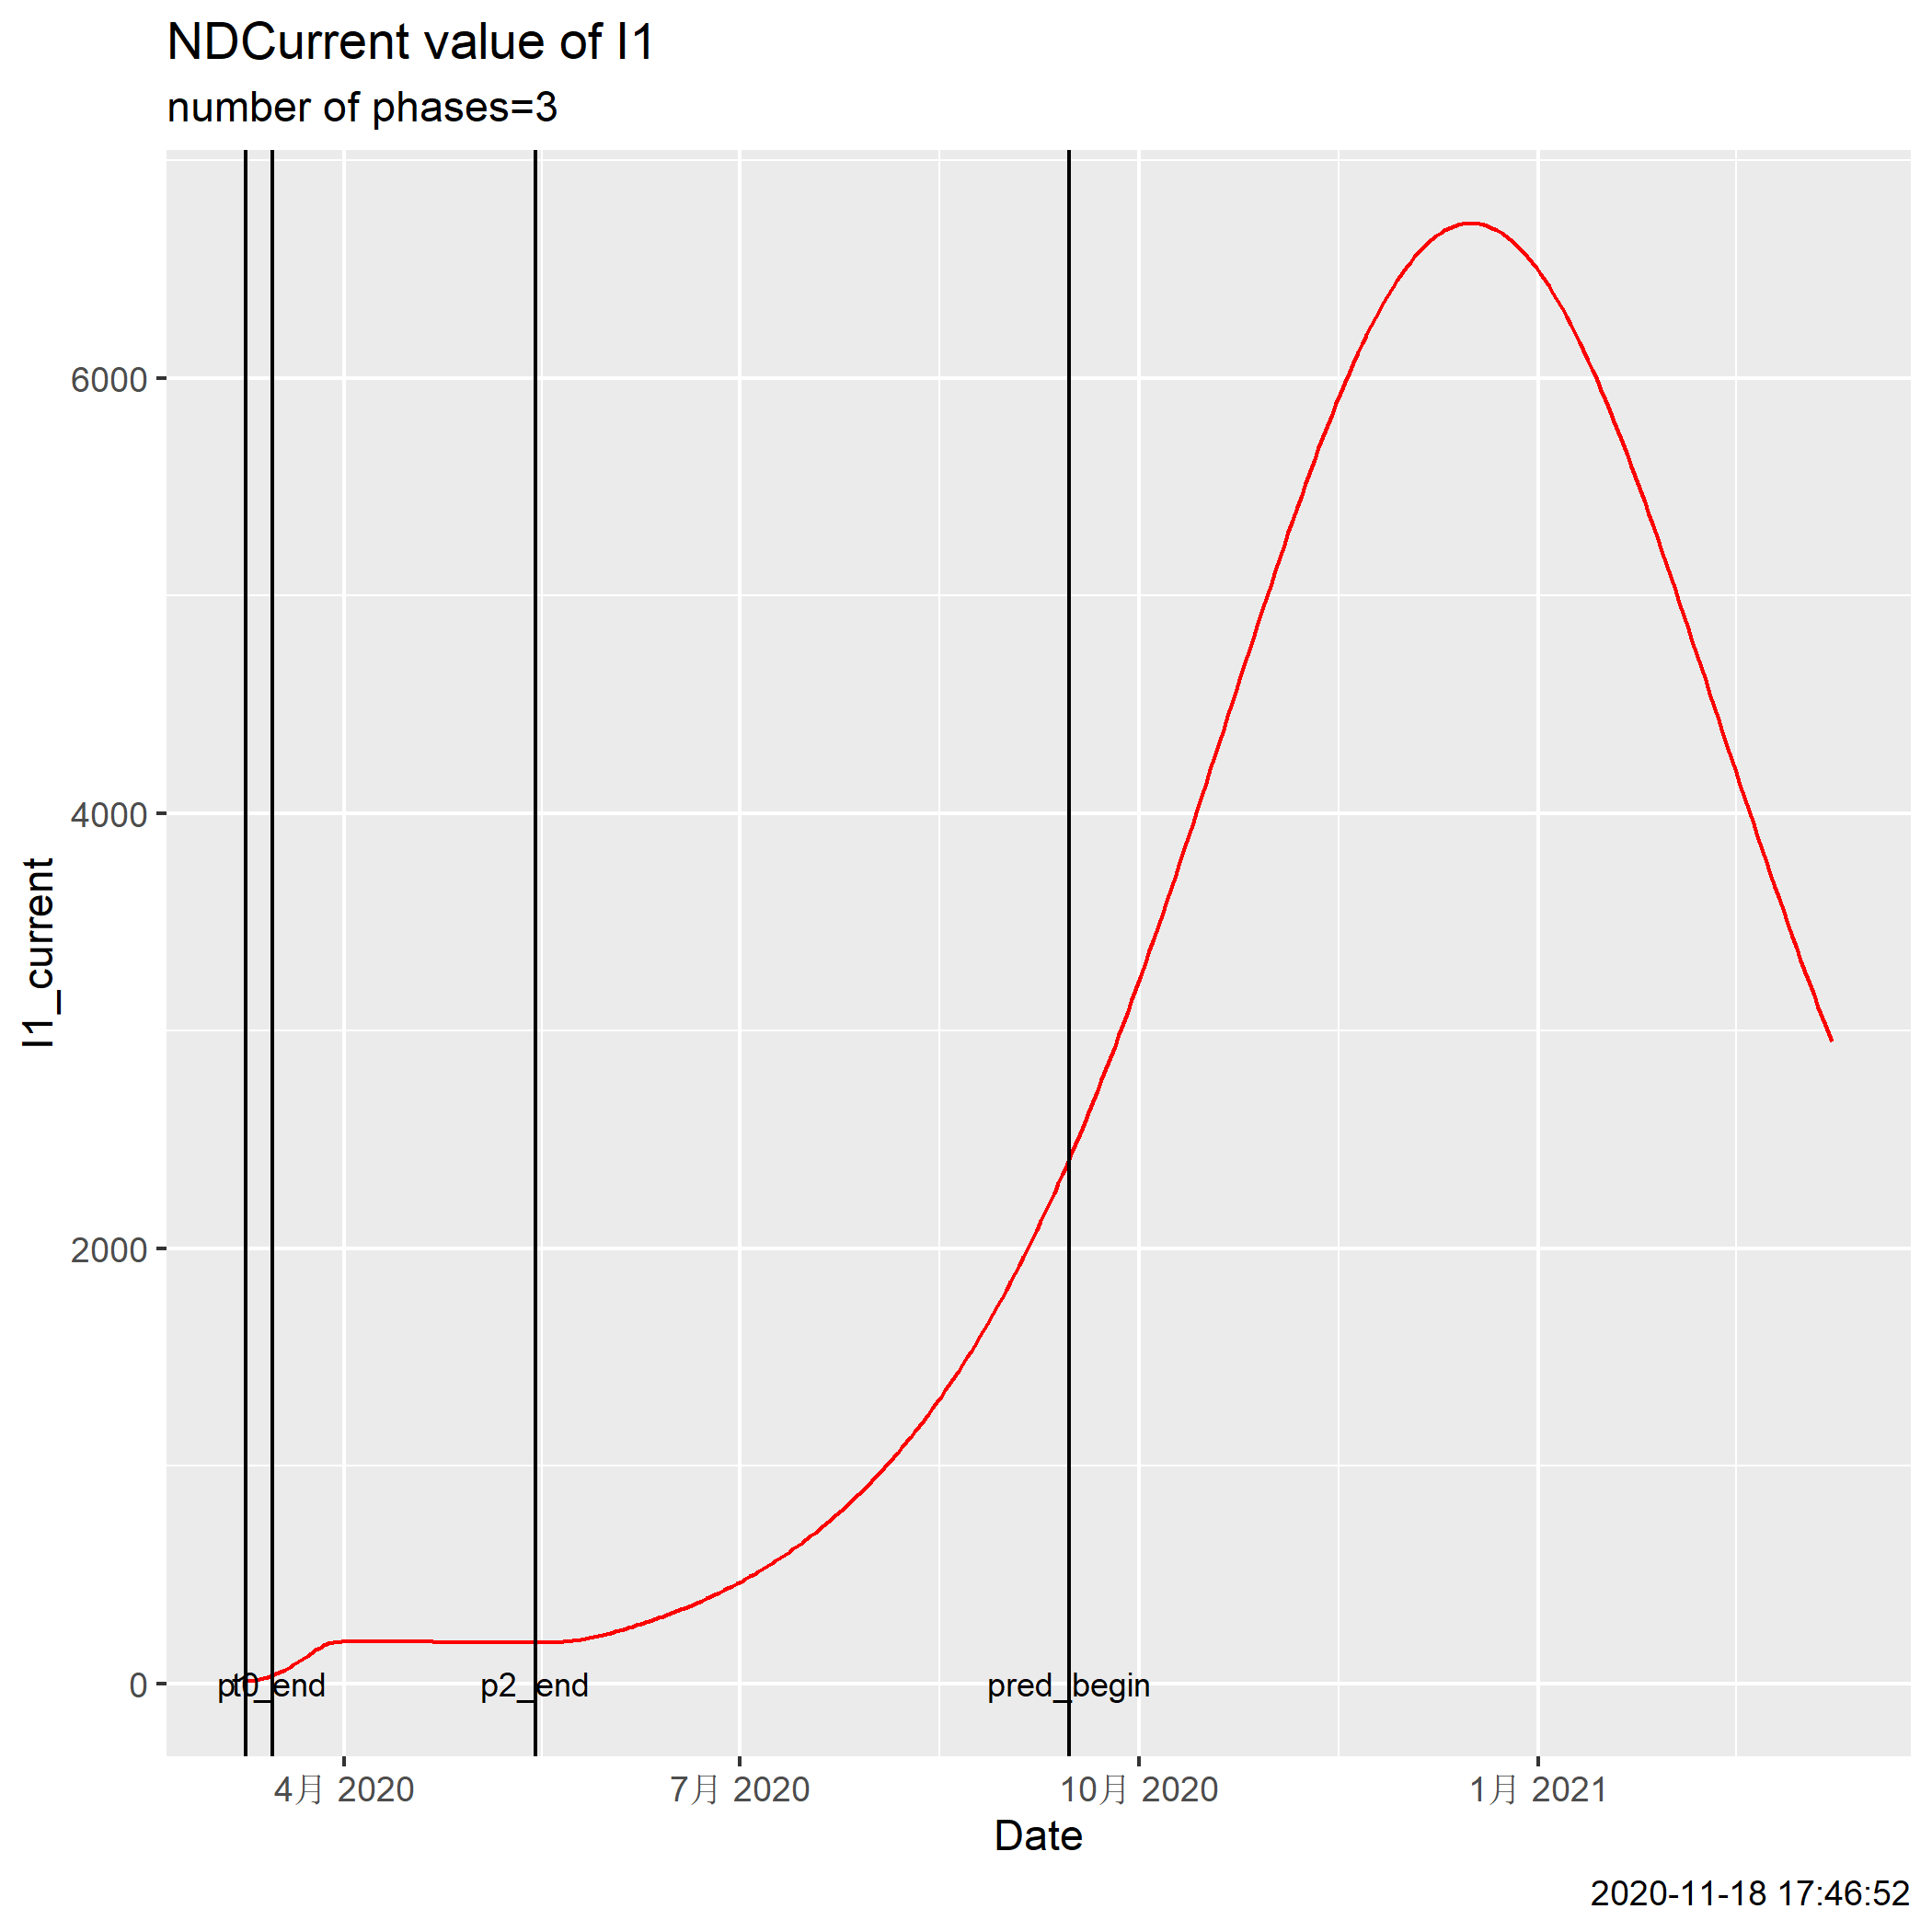 NDCurrent value of I1
number of phases=3
6000
4000
2000
0
I1_current
p2_end
pred_begin
4月 2020
7月 2020
10月 2020
1月 2021
Date
2020-11-18 17:46:52